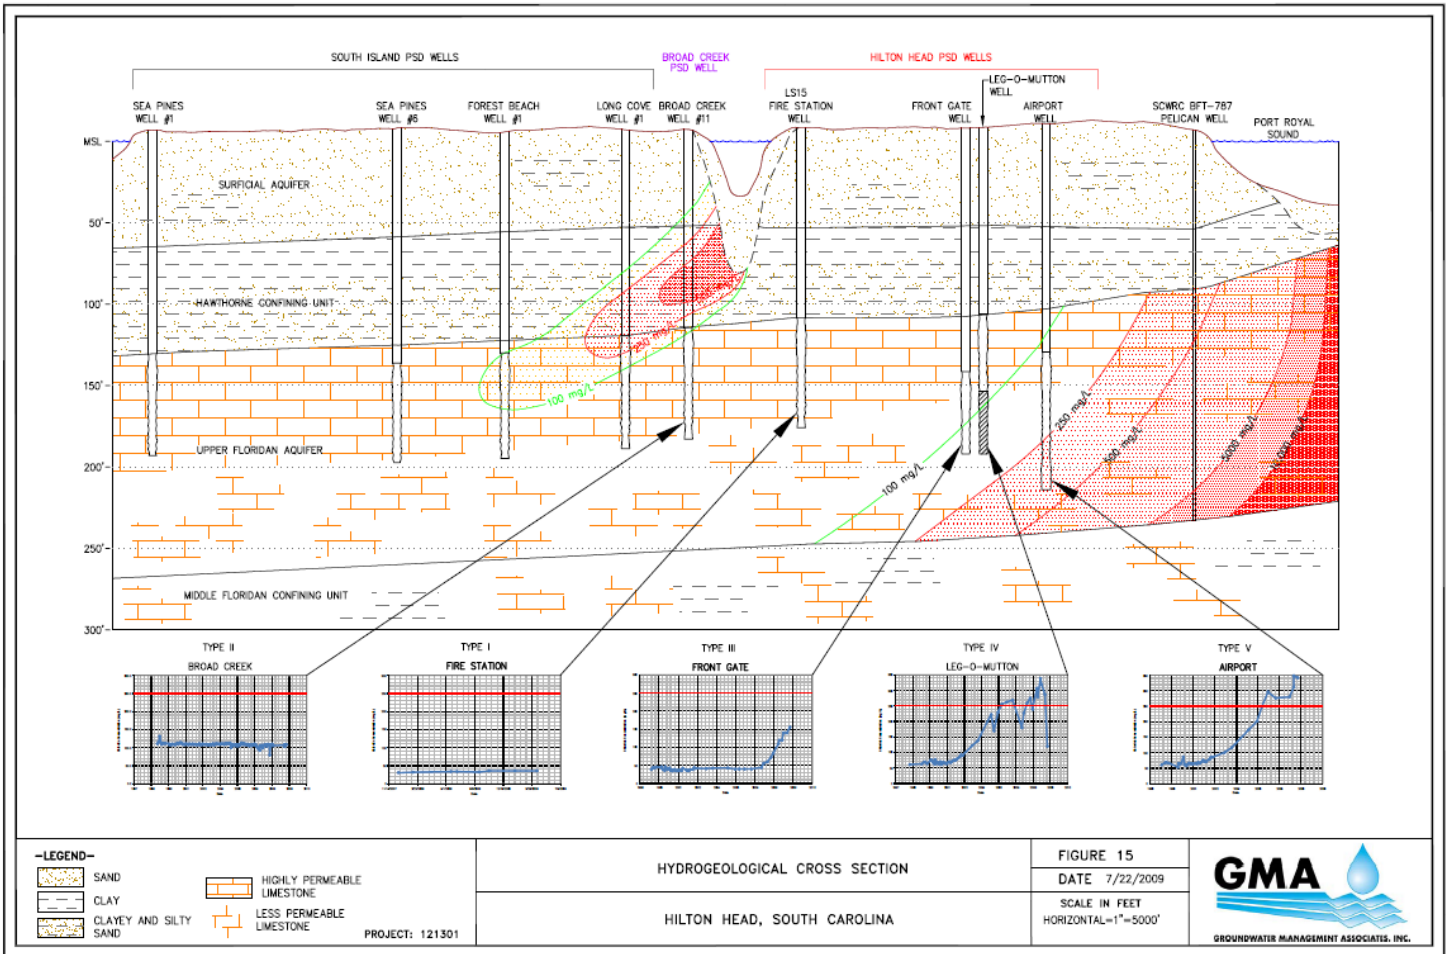 SOUTH ISLAND PSD WELLS
BROAD CREEK
PSD WELL
HILTON HEAD PSD WELLS
LEG-O-MUTTON
WELL
SEA PINES
WELL #1
SEA PINES
WELL #6
FOREST BEACH
WELL #1
LONG COVE
WELL #1
BROAD CREEK
WELL #11
LS15
FIRE STATION
WELL
FRONT GATE
WELL
AIRPORT
WELL
SCWRC BFT-787
PELICAN WELL
PORT ROYAL
SOUND
MSL
SURFICIAL AQUIFER
50'
HAWTHORNE CONFINING UNIT
100'
250 mg/L
150'
100 mg/L
250 mg/L
500 mg/L
5000 mg/L
UPPER FLORIDAN AQUIFER
200'
100 mg/L
250'
MIDDLE FLORIDAN CONFINING UNIT
300'
TYPE II
BROAD CREEK
TYPE I
FIRE STATION
TYPE III
FRONT GATE
TYPE IV
LEG-O-MUTTON
TYPE V
AIRPORT
-LEGEND-
SAND
CLAY
CLAYEY AND SILTY
SAND
HIGHLY PERMEABLE
LIMESTONE
LESS PERMEABLE
LIMESTONE
PROJECT: 121301
HYDROGEOLOGICAL CROSS SECTION
HILTON HEAD, SOUTH CAROLINA
FIGURE 15
DATE 7/22/2009
SCALE IN FEET
HORIZONTAL=1"=5000'
GMA
GROUNDWATER MANAGEMENT ASSOCIATES, INC.